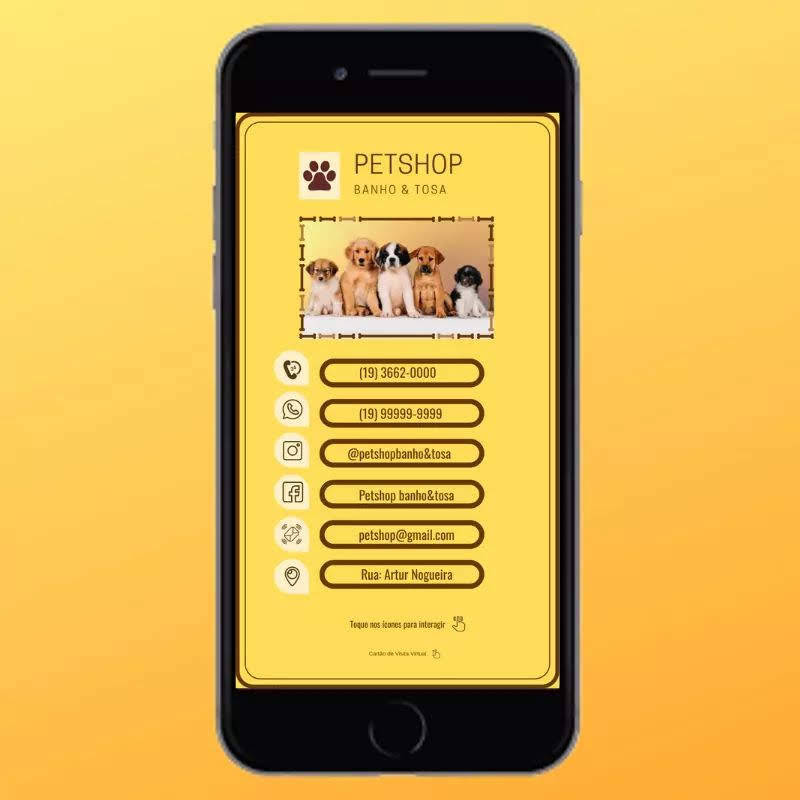 PETSHOP
BANHO & TOSA
(19) 3662-0000
(19) 99999-9999
@petshopbanho&tosa
Petshop banho&tosa
petshop@gmail.com
Rua: Artur Nogueira
Toque nos ícones para interagir
Cartão de Visita Virtual